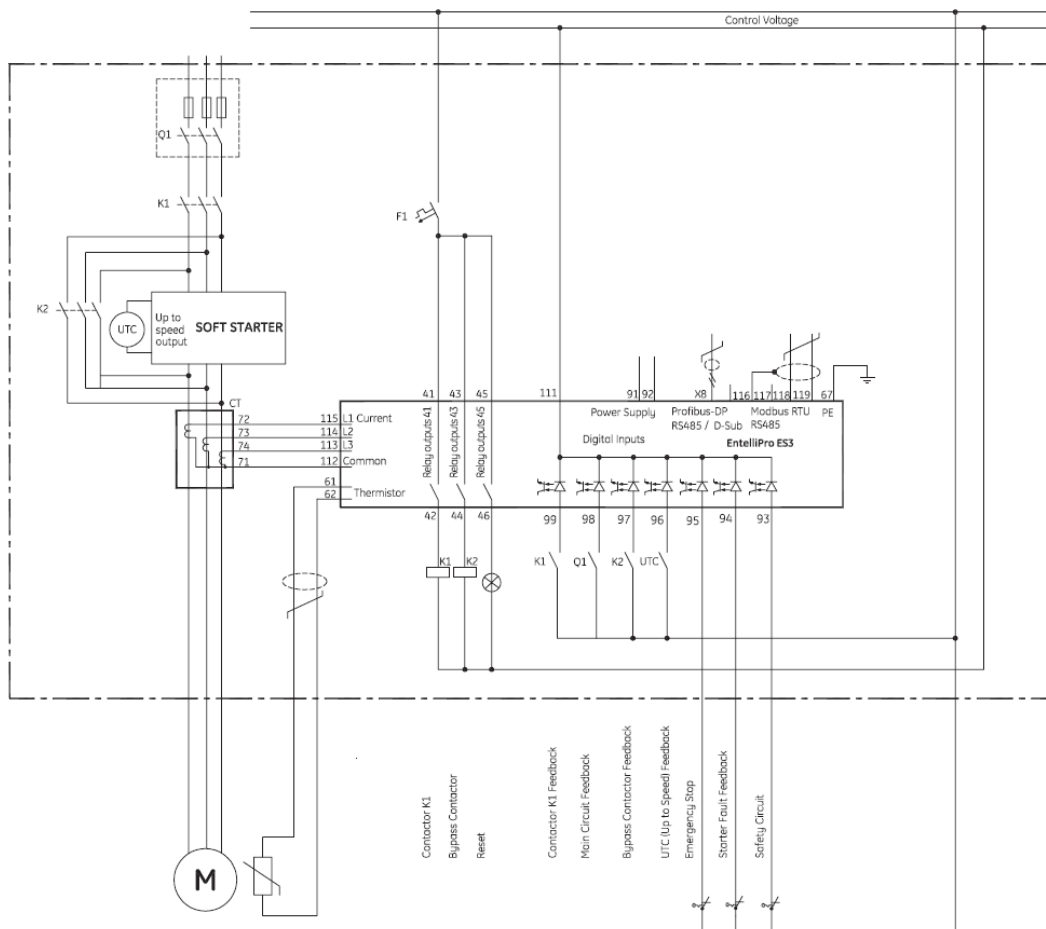 Control Voltage
Q1
K1
F1
K2
UTC
Up to
speed
output
SOFT STARTER
CT
41 43 45 111 91 92 X8 116 117 118 119 67
72 115 L1 Current
73 114 L2
74 113 L3
71 112 Common
61
62 Thermistor
Relay outputs 41
Relay outputs 43
Relay outputs 45
Power Supply
Profibus-DP
RS485 / D-Sub
Modbus RTU
RS485
PE
Digital Inputs
EntelliPro ES3
42 44 46 99 98 97 96 95 94 93
K1 K2 K1 Q1 K2 UTC
Contactor K1
Bypass Contactor
Reset
Contactor K1 Feedback
Main Circuit Feedback
Bypass Contactor Feedback
UTC (Up to Speed) Feedback
Emergency Stop
Starter Fault Feedback
Safety Circuit
M